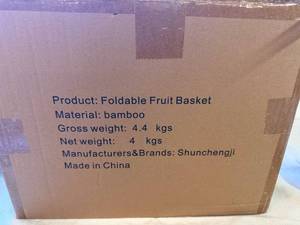 Product: Foldable Fruit Basket
Material: bamboo
Gross weight: 4.4 kgs
Net weight: 4 kgs
Manufacturers&Brands: Shunchengji
Made in China